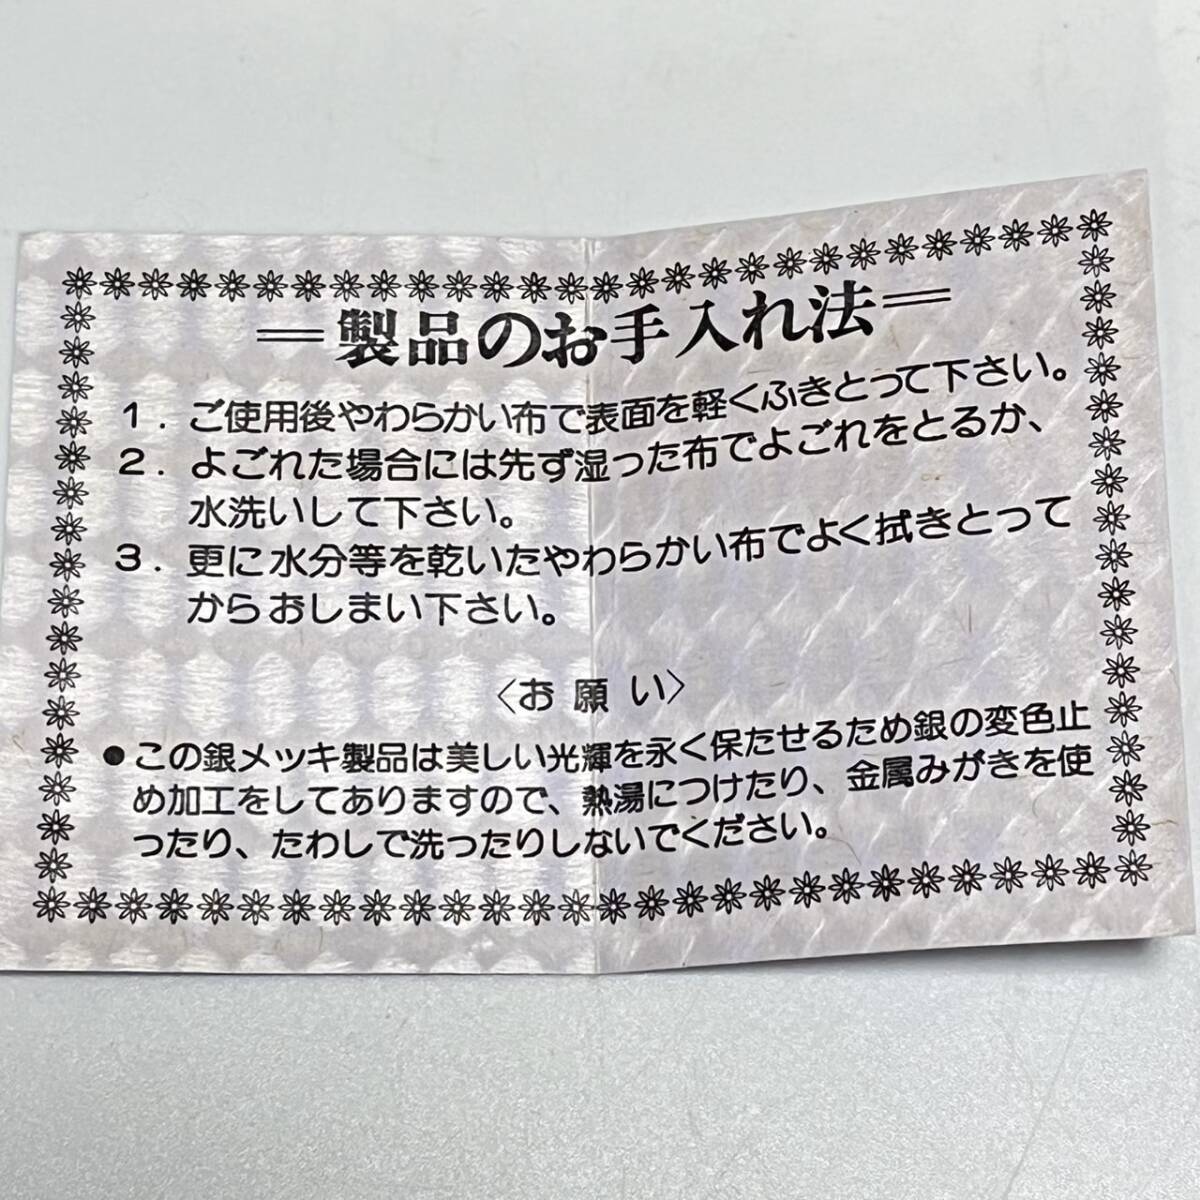 ＝製品のお手入れ法＝
１．ご使用後やわらかい布で表面を軽くふきとって下さい。
２．よごれた場合には先ず湿った布でよごれをとるか、
水洗いして下さい。
３．更に水分等を乾いたやわらかい布でよく拭きとって
からおしまい下さい。
〈お願い〉
●この銀メッキ製品は美しい光輝を永く保たせるため銀の変色止
め加工をしてありますので、熱湯につけたり、金属みがきを使
ったり、たわしで洗ったりしないでください。